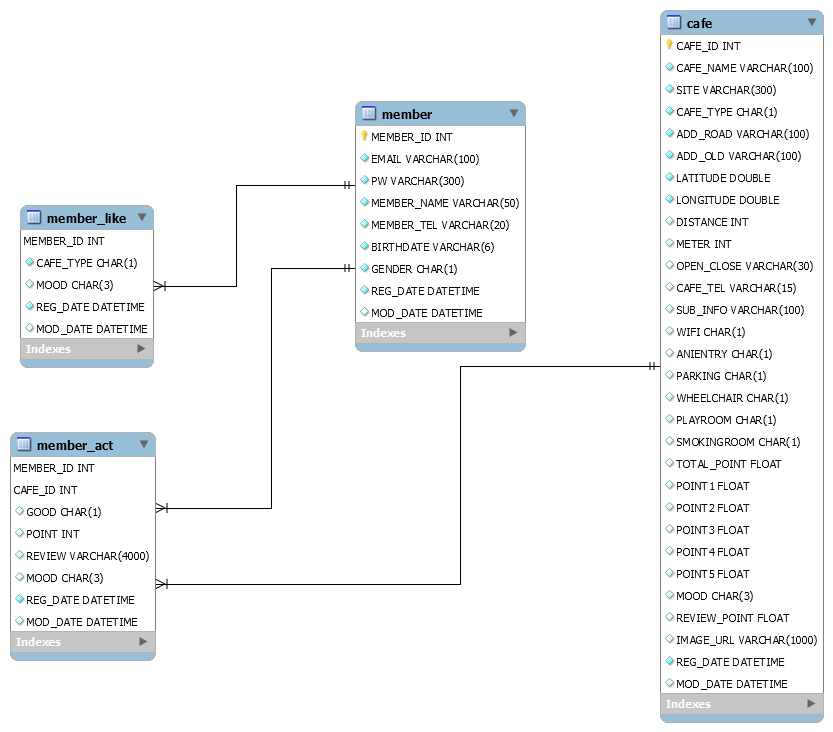 cafe
CAFE_ID INT
CAFE_NAME VARCHAR(100)
SITE VARCHAR(300)
CAFE_TYPE CHAR(1)
ADD_ROAD VARCHAR(100)
ADD_OLD VARCHAR(100)
LATITUDE DOUBLE
LONGITUDE DOUBLE
DISTANCE INT
METER INT
OPEN_CLOSE VARCHAR(30)
CAFE_TEL VARCHAR(15)
SUB_INFO VARCHAR(100)
WIFI CHAR(1)
ANIENTRY CHAR(1)
PARKING CHAR(1)
WHEELCHAIR CHAR(1)
PLAYROOM CHAR(1)
SMOKINGROOM CHAR(1)
TOTAL_POINT FLOAT
POINT1 FLOAT
POINT2 FLOAT
POINT3 FLOAT
POINT4 FLOAT
POINT5 FLOAT
MOOD CHAR(3)
REVIEW_POINT FLOAT
IMAGE_URL VARCHAR(1000)
REG_DATE DATETIME
MOD_DATE DATETIME
Indexes
member
MEMBER_ID INT
EMAIL VARCHAR(100)
PW VARCHAR(300)
MEMBER_NAME VARCHAR(50)
MEMBER_TEL VARCHAR(20)
BIRTHDATE VARCHAR(6)
GENDER CHAR(1)
REG_DATE DATETIME
MOD_DATE DATETIME
Indexes
member_like
MEMBER_ID INT
CAFE_TYPE CHAR(1)
MOOD CHAR(3)
REG_DATE DATETIME
MOD_DATE DATETIME
Indexes
member_act
MEMBER_ID INT
CAFE_ID INT
GOOD CHAR(1)
POINT INT
REVIEW VARCHAR(4000)
MOOD CHAR(3)
REG_DATE DATETIME
MOD_DATE DATETIME
Indexes